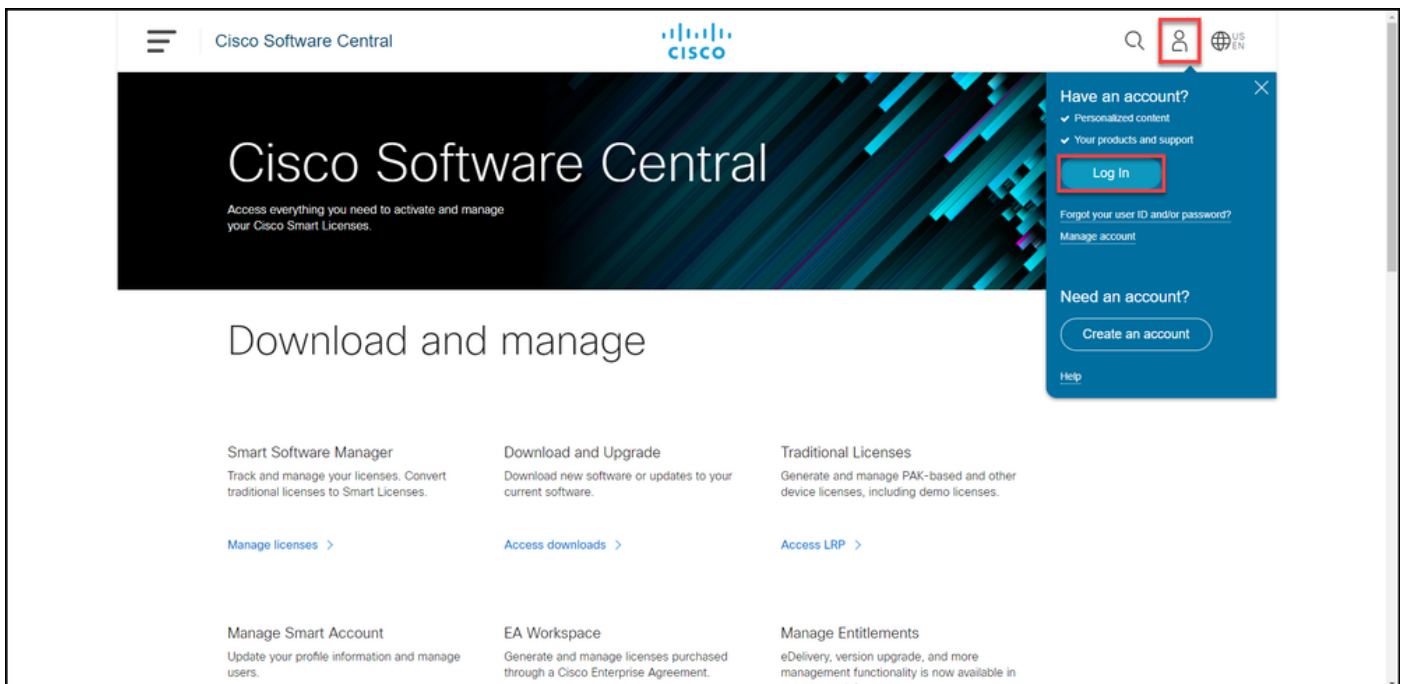 Cisco Software Central
CISCO
US
EN
Cisco Software Central
Access everything you need to activate and manage
your Cisco Smart Licenses.
Have an account?
Personalized content
Your products and support
Log In
Forgot your user ID and/or password?
Manage account
Need an account?
Create an account
Help
Download and manage
Smart Software Manager
Track and manage your licenses. Convert
traditional licenses to Smart Licenses.
Manage licenses
Download and Upgrade
Download new software or updates to your
current software.
Access downloads
Traditional Licenses
Generate and manage PAK-based and other
device licenses, including demo licenses.
Access LRP
Manage Smart Account
Update your profile information and manage
users.
EA Workspace
Generate and manage licenses purchased
through a Cisco Enterprise Agreement.
Manage Entitlements
eDelivery, version upgrade, and more
management functionality is now available in